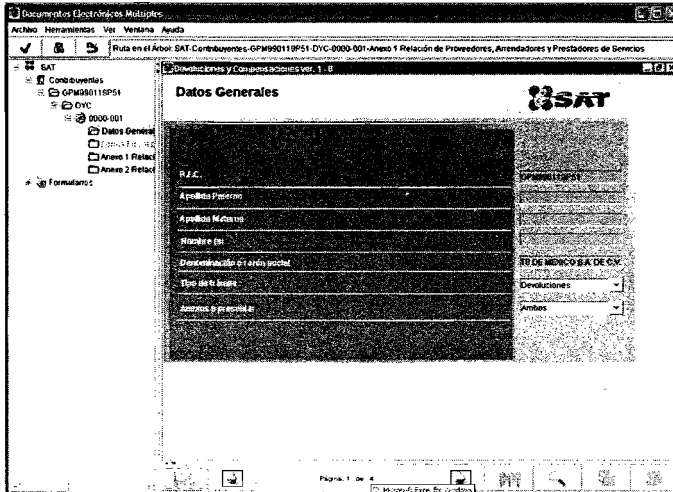 Documentos Electrónicos Múltiples
Archivo Herramientas Ver Ventana Ayuda
Ruta en el Árbol: SAT-Contribuyentes-GPM990119P51-DYC-0000-001-Anexo 1 Relación de Proveedores, Arrendadores y Prestadores de Servicios
SAT
Contribuyentes
GPM990119P51
DYC
0000-001
Datos General
Anexo 1 Relaci
Anexo 2 Relaci
Formularios
Devoluciones y Compensaciones ver. 1 - 8
Datos Generales
SAT
R.F.C.
GPM990119P51
Apellido Paterno
Apellido Materno
Nombre (s)
Denominación o razón social
TB DE MEXICO S.A. DE C.V.
Tipo de trámite
Devoluciones
Anexos a presentar
Ambos
Página: 1 de 4